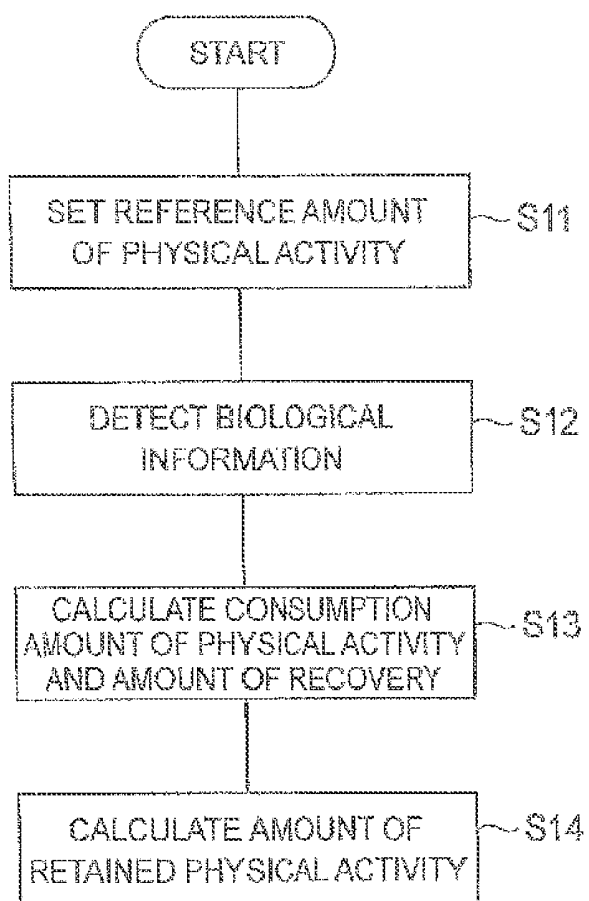 START
SET REFERENCE AMOUNT
OF PHYSICAL ACTIVITY
S11
DETECT BIOLOGICAL
INFORMATION
S12
CALCULATE CONSUMPTION
AMOUNT OF PHYSICAL ACTIVITY
AND AMOUNT OF RECOVERY
S13
CALCULATE AMOUNT OF
RETAINED PHYSICAL ACTIVITY
S14